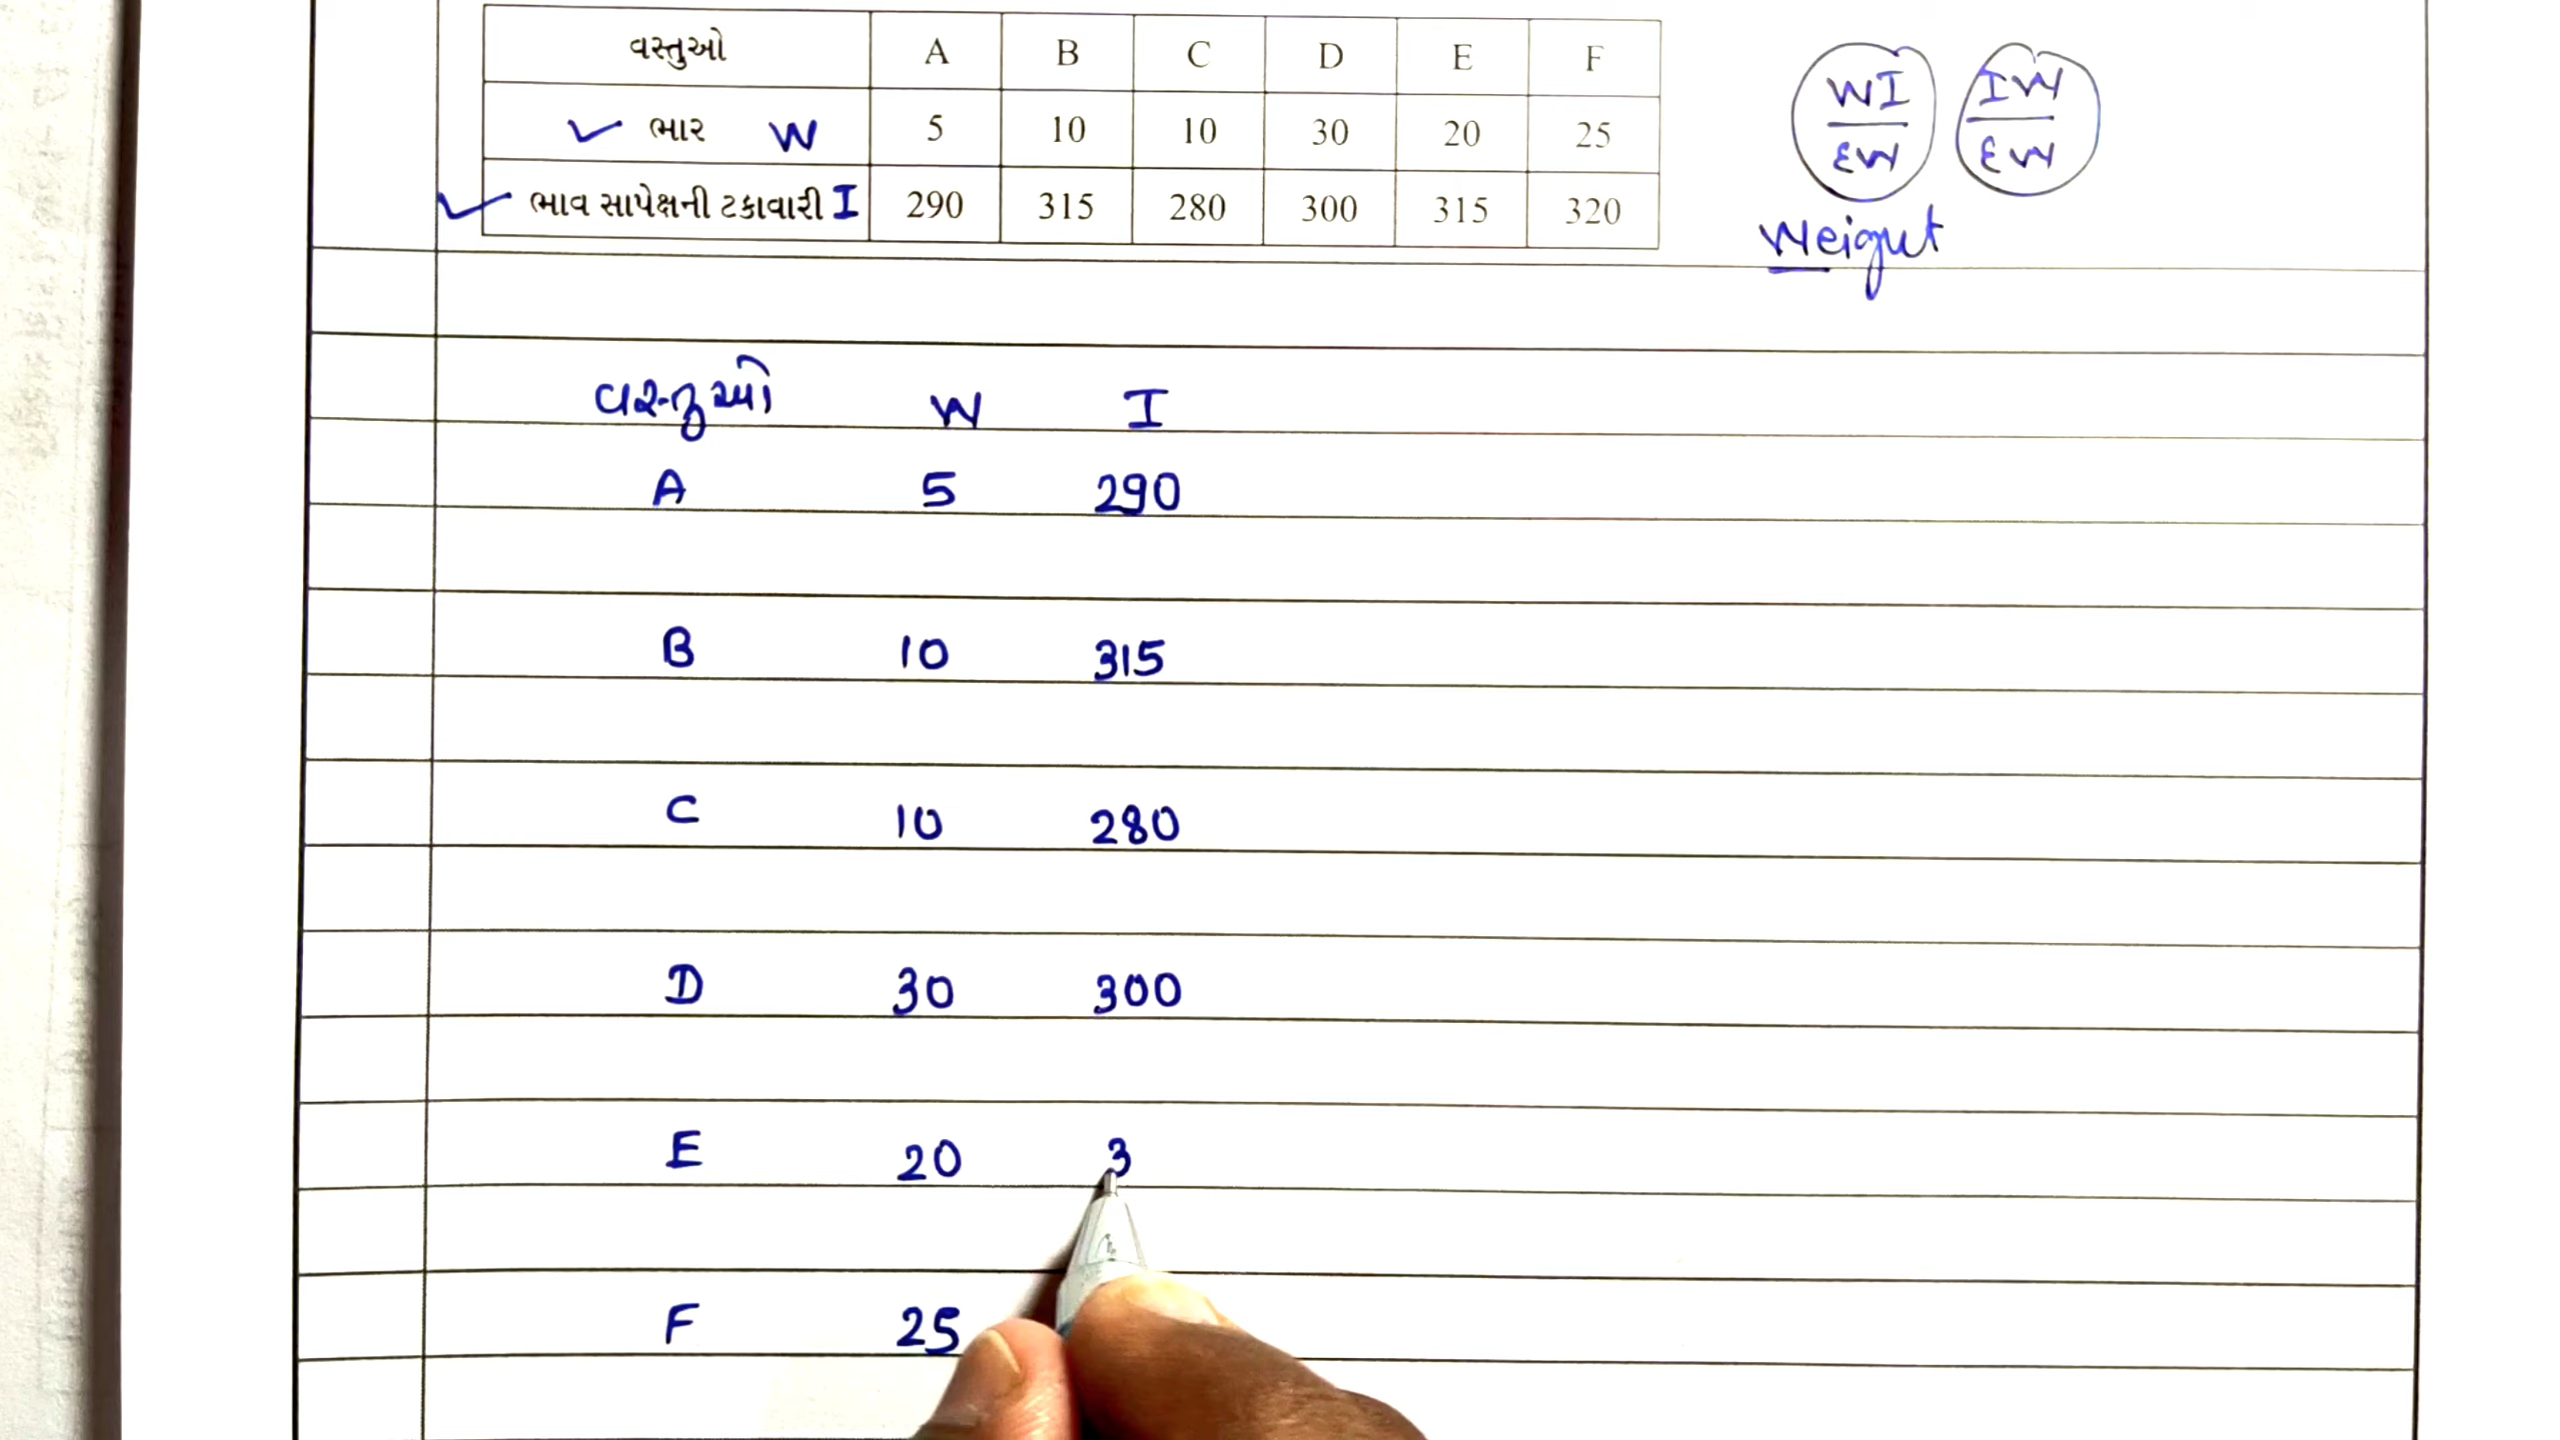 વસ્તુઓ A B C D E F
ભાર W 5 10 10 30 20 25
ભાવ સાપેક્ષની ટકાવારી I 290 315 280 300 315 320
WI IW
ΣW ΣW
Weight
વસ્તુઓ W I
A 5 290
B 10 315
C 10 280
D 30 300
E 20 3
F 25